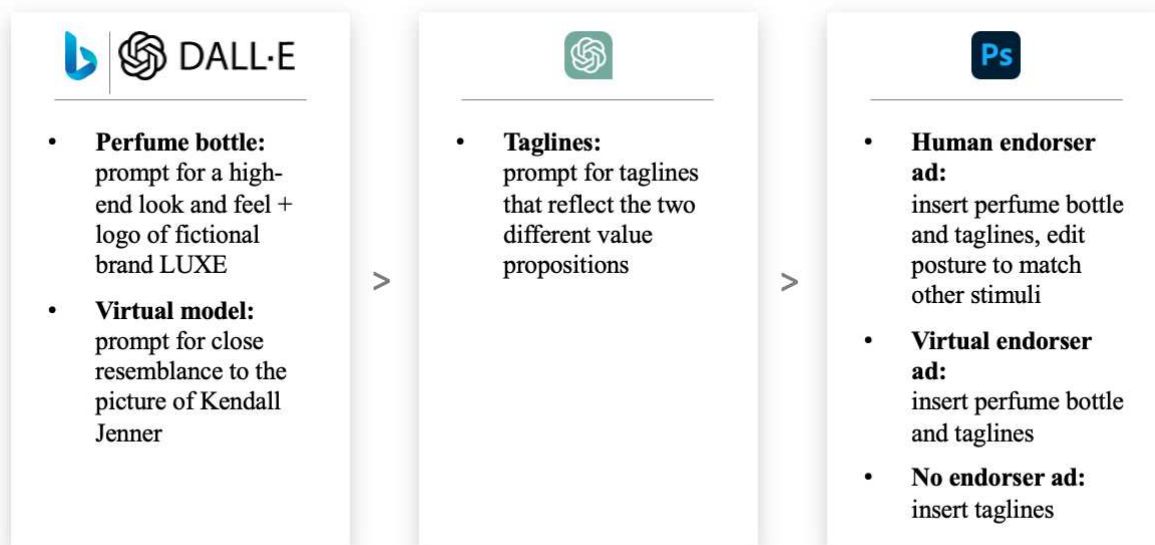 DALL·E
• Perfume bottle:
prompt for a high-
end look and feel +
logo of fictional
brand LUXE
• Virtual model:
prompt for close
resemblance to the
picture of Kendall
Jenner
>
• Taglines:
prompt for taglines
that reflect the two
different value
propositions
>
Ps
• Human endorser
ad:
insert perfume bottle
and taglines, edit
posture to match
other stimuli
• Virtual endorser
ad:
insert perfume bottle
and taglines
• No endorser ad:
insert taglines